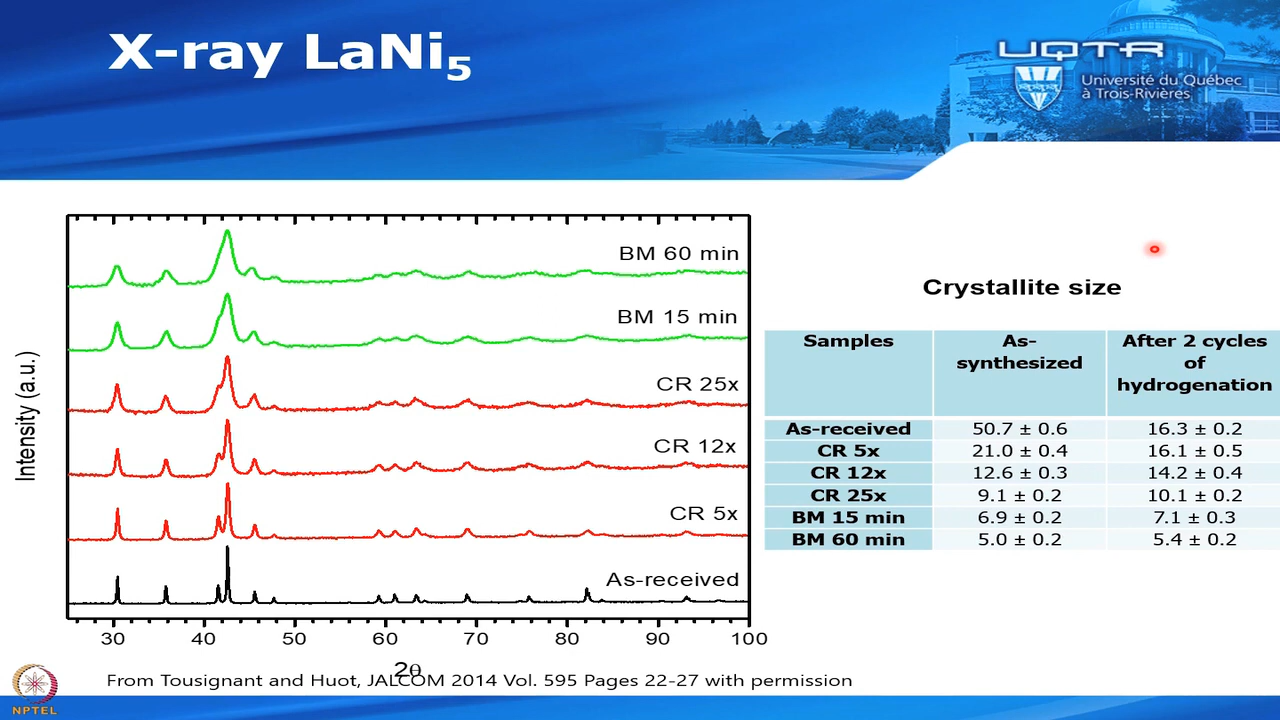 X-ray LaNi5
UQTR
Université du Québec
à Trois-Rivières
Intensity (a.u.)
BM 60 min
BM 15 min
CR 25x
CR 12x
CR 5x
As-received
30 40 50 60 70 80 90 100
2θ
Crystallite size
Samples As-synthesized After 2 cycles of hydrogenation
As-received 50.7 ± 0.6 16.3 ± 0.2
CR 5x 21.0 ± 0.4 16.1 ± 0.5
CR 12x 12.6 ± 0.3 14.2 ± 0.4
CR 25x 9.1 ± 0.2 10.1 ± 0.2
BM 15 min 6.9 ± 0.2 7.1 ± 0.3
BM 60 min 5.0 ± 0.2 5.4 ± 0.2
From Tousignant and Huot, JALCOM 2014 Vol. 595 Pages 22-27 with permission
NPTEL